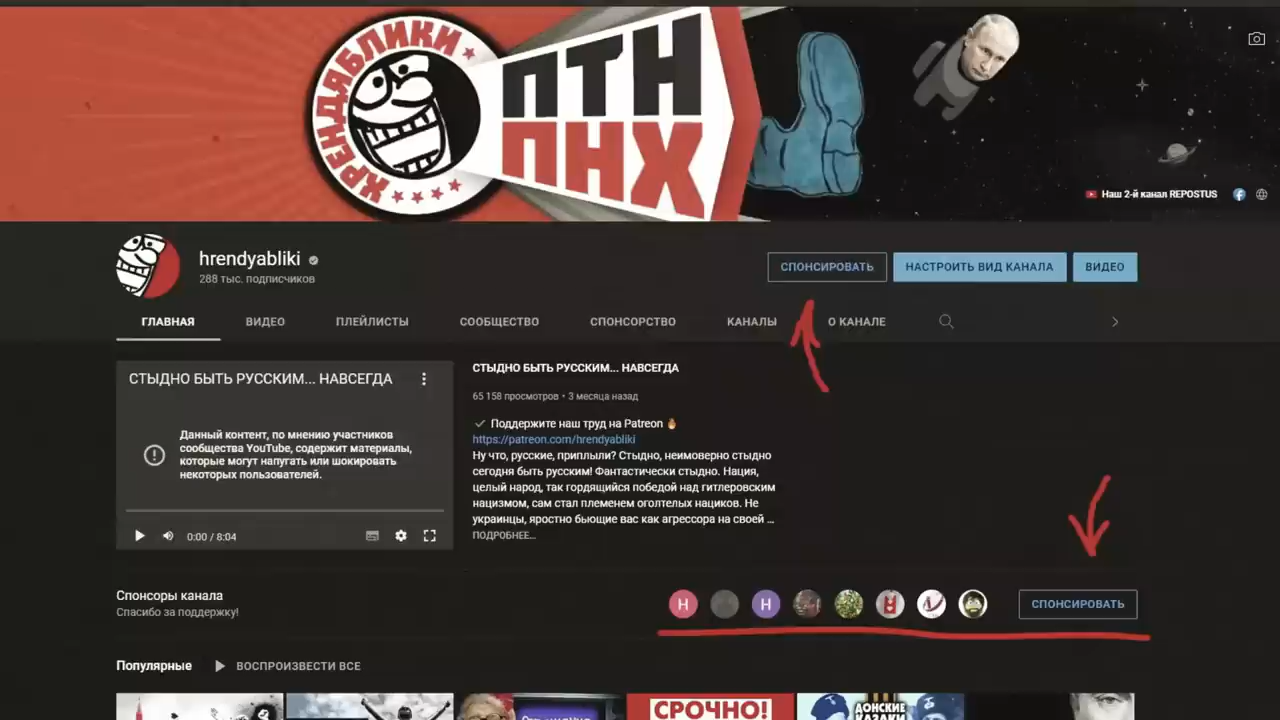 ХРЕНДЯБЛИКИ
ПТН
ПНХ
Наш 2-й канал REPOSTUS
hrendyabliki
288 тыс. подписчиков
СПОНСИРОВАТЬ
НАСТРОИТЬ ВИД КАНАЛА
ВИДЕО
ГЛАВНАЯ
ВИДЕО
ПЛЕЙЛИСТЫ
СООБЩЕСТВО
СПОНСОРСТВО
КАНАЛЫ
О КАНАЛЕ
СТЫДНО БЫТЬ РУССКИМ... НАВСЕГДА
Данный контент, по мнению участников
сообщества YouTube, содержит материалы,
которые могут напугать или шокировать
некоторых пользователей.
0:00 / 8:04
СТЫДНО БЫТЬ РУССКИМ... НАВСЕГДА
65 158 просмотров • 3 месяца назад
✓ Поддержите наш труд на Patreon 🔥
https://patreon.com/hrendyabliki
Ну что, русские, приплыли? Стыдно, неимоверно стыдно
сегодня быть русским! Фантастически стыдно. Нация,
целый народ, так гордящийся победой над гитлеровским
нацизмом, сам стал племенем оголтелых нациков. Не
украинцы, яростно бьющие вас как агрессора на своей ...
ПОДРОБНЕЕ...
Спонсоры канала
Спасибо за поддержку!
H
H
СПОНСИРОВАТЬ
Популярные
ВОСПРОИЗВЕСТИ ВСЕ
СРОЧНО!
ДОНСКИЕ
КАЗАКИ